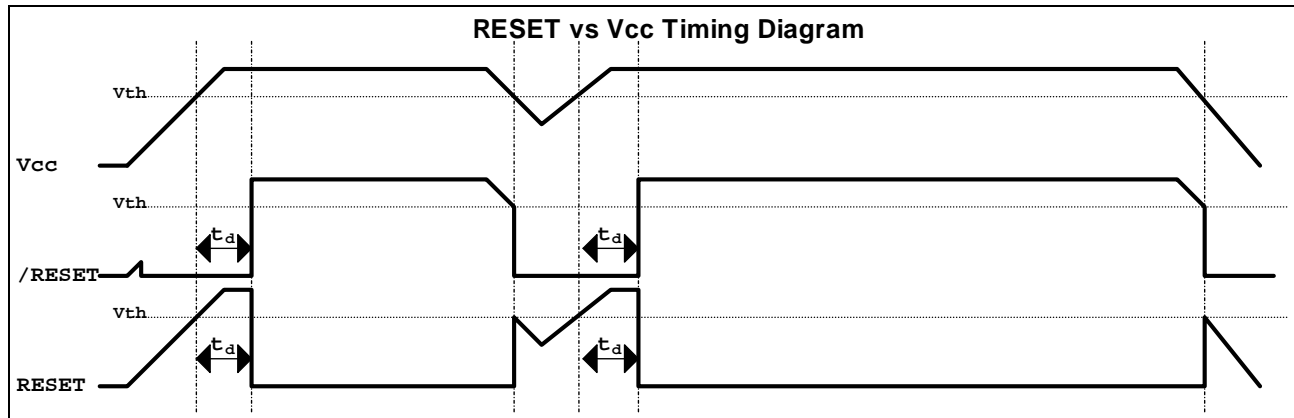 RESET vs Vcc Timing Diagram
Vth
Vcc
Vth
td td
/RESET
Vth
td td
RESET